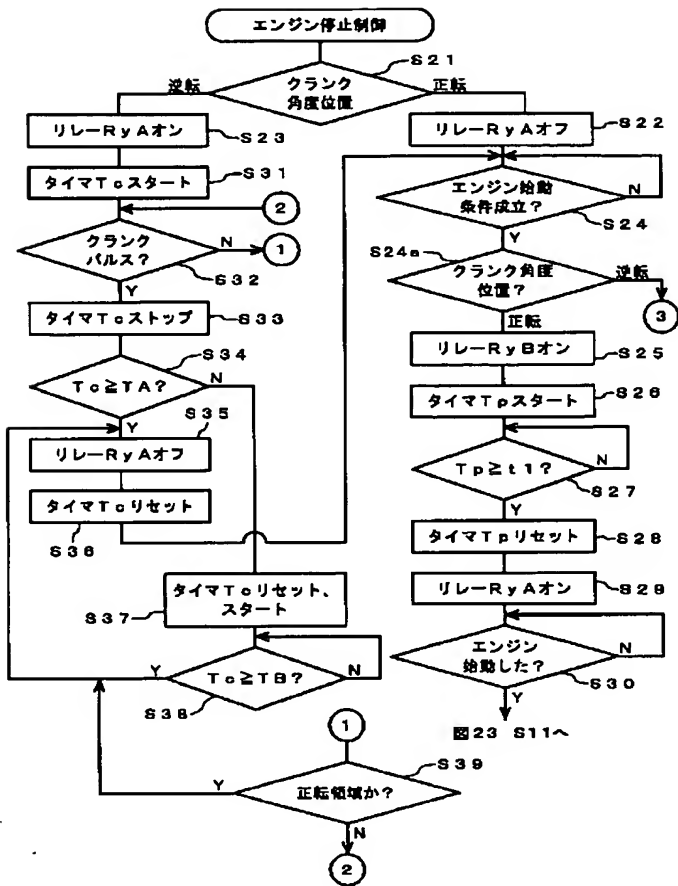 エンジン停止制御
S21
逆転
クランク
角度位置
正転
リレーRyAオン
S23
リレーRyAオフ
S22
タイマTcスタート
S31
エンジン始動
条件成立？
N
S24
Y
②
クランク
パルス？
N
①
S32
Y
S24a
クランク角度
位置？
逆転
③
正転
タイマTcストップ
S33
リレーRyBオン
S25
S34
Tc≧TA？
N
Y
タイマTpスタート
S26
S35
リレーRyAオフ
Tp≧t1？
N
S27
Y
タイマTcリセット
S36
タイマTpリセット
S28
リレーRyAオン
S29
タイマTcリセット、
スタート
S37
エンジン
始動した？
N
S30
Y
Tc≧TB？
Y
N
S38
図23 S11へ
①
S39
正転領域か？
Y
N
②